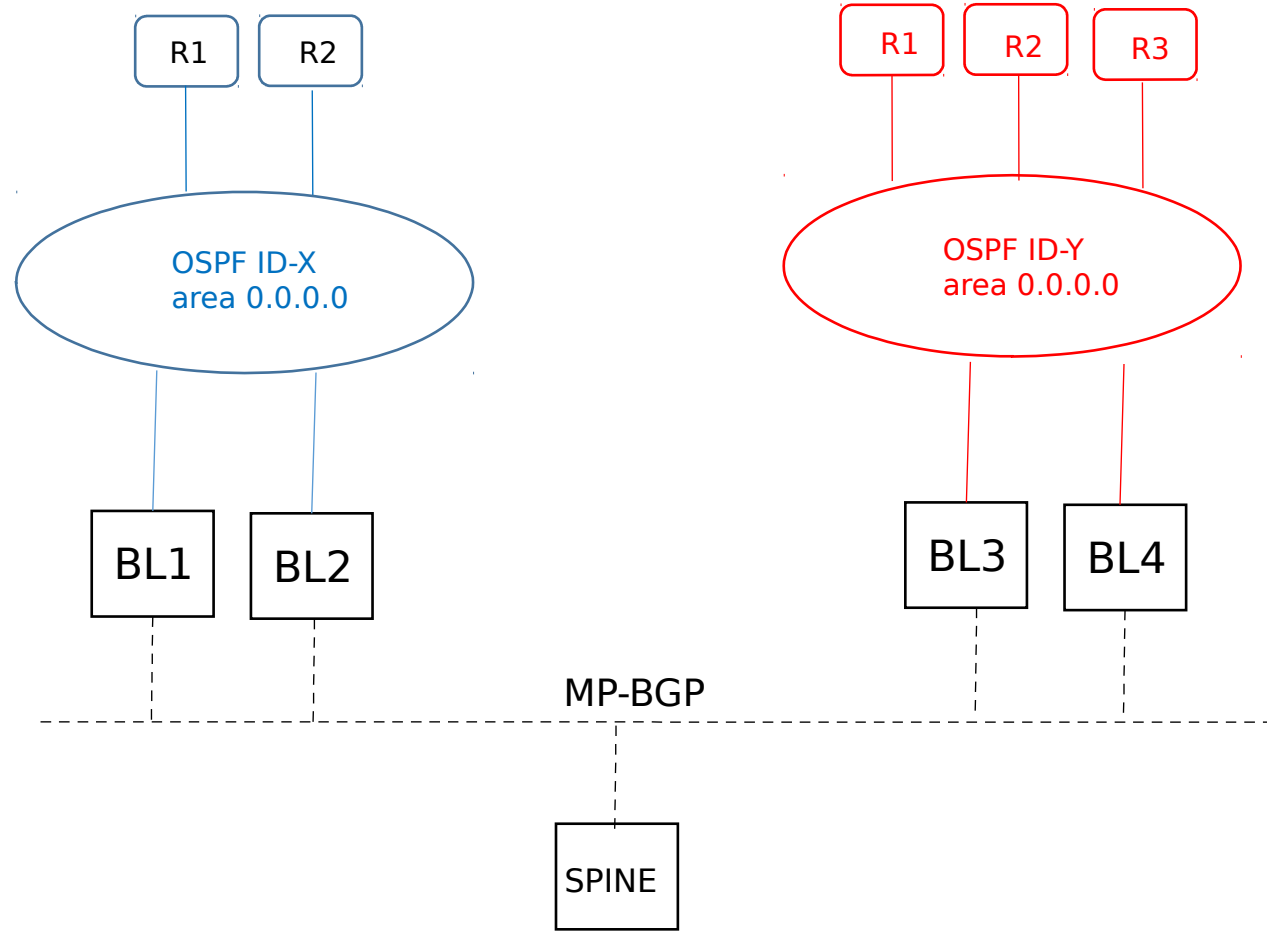 R1
R2
R1
R2
R3
OSPF ID-X
area 0.0.0.0
OSPF ID-Y
area 0.0.0.0
BL1
BL2
BL3
BL4
MP-BGP
SPINE